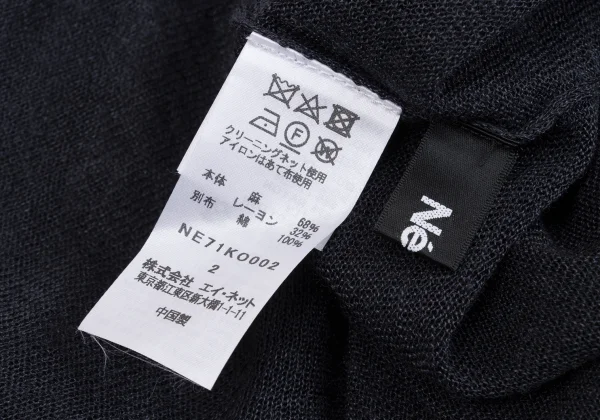 F
W
クリーニングネット使用
アイロンはあて布使用
本体 麻 68%
レーヨン 32%
別布 綿 100%
NE71KO002
2
株式会社 エイ・ネット
東京都江東区新大橋1-1-11
中国製
Né